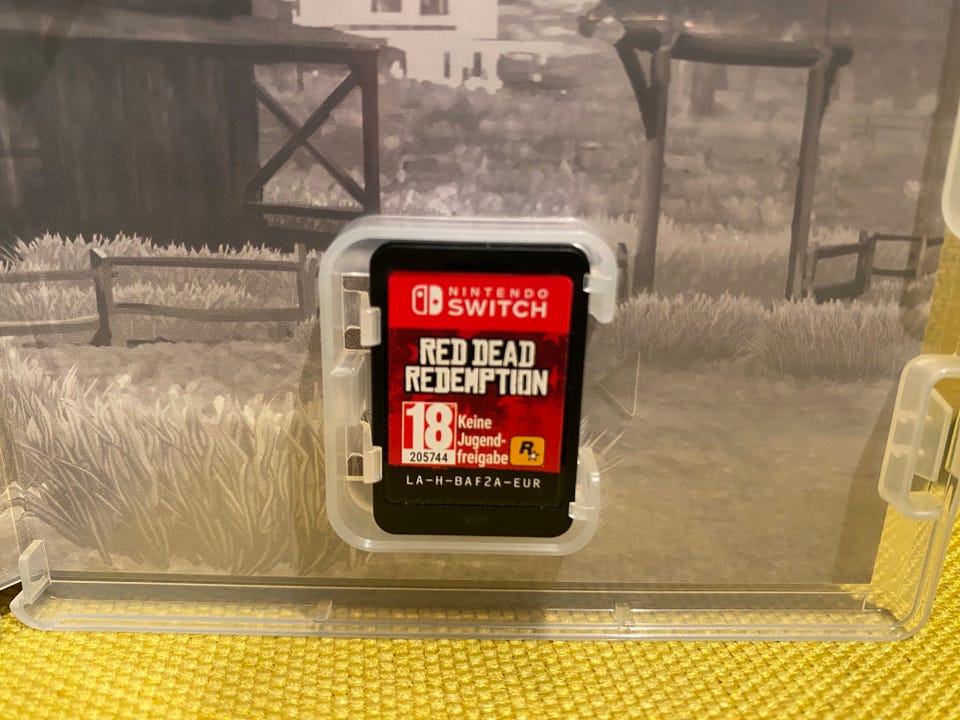 NINTENDO
SWITCH
RED DEAD
REDEMPTION
18
205744
Keine
Jugend-
freigabe
R
LA-H-BAF2A-EUR